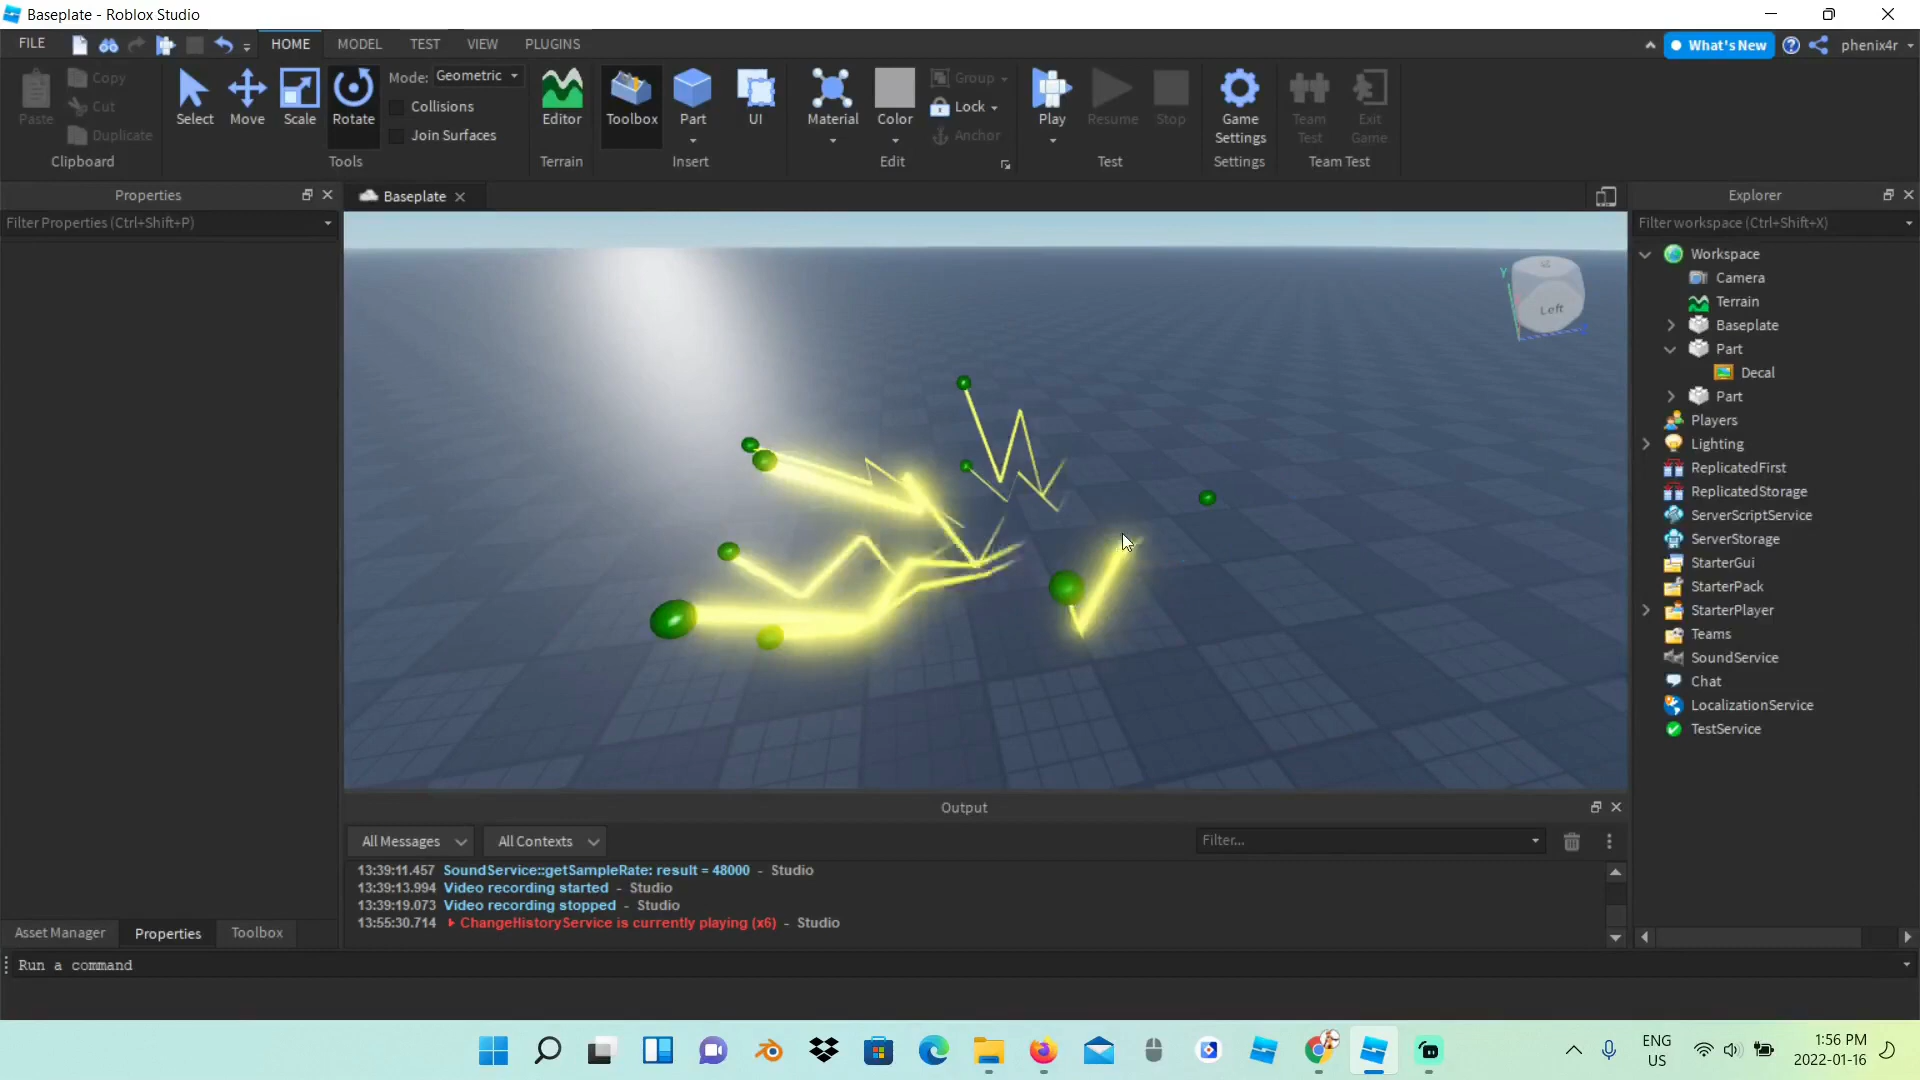 Baseplate - Roblox Studio
FILE HOME MODEL TEST VIEW PLUGINS What's New phenix4r
Paste Copy Cut Duplicate
Clipboard
Select Move Scale Rotate
Mode: Geometric
Collisions
Join Surfaces
Tools
Editor
Terrain
Toolbox Part UI
Insert
Material Color Group Lock Anchor
Edit
Play Resume Stop
Test
Game Settings
Settings
Team Test Exit Game
Team Test
Properties
Filter Properties (Ctrl+Shift+P)
Baseplate
Y
Left
Explorer
Filter workspace (Ctrl+Shift+X)
Workspace
Camera
Terrain
Baseplate
Part
Decal
Part
Players
Lighting
ReplicatedFirst
ReplicatedStorage
ServerScriptService
ServerStorage
StarterGui
StarterPack
StarterPlayer
Teams
SoundService
Chat
LocalizationService
TestService
Output
All Messages All Contexts Filter...
13:39:11.457 SoundService::getSampleRate: result = 48000 - Studio
13:39:13.994 Video recording started - Studio
13:39:19.073 Video recording stopped - Studio
13:55:30.714 ChangeHistoryService is currently playing (x6) - Studio
Asset Manager Properties Toolbox
Run a command
ENG
US
1:56 PM
2022-01-16